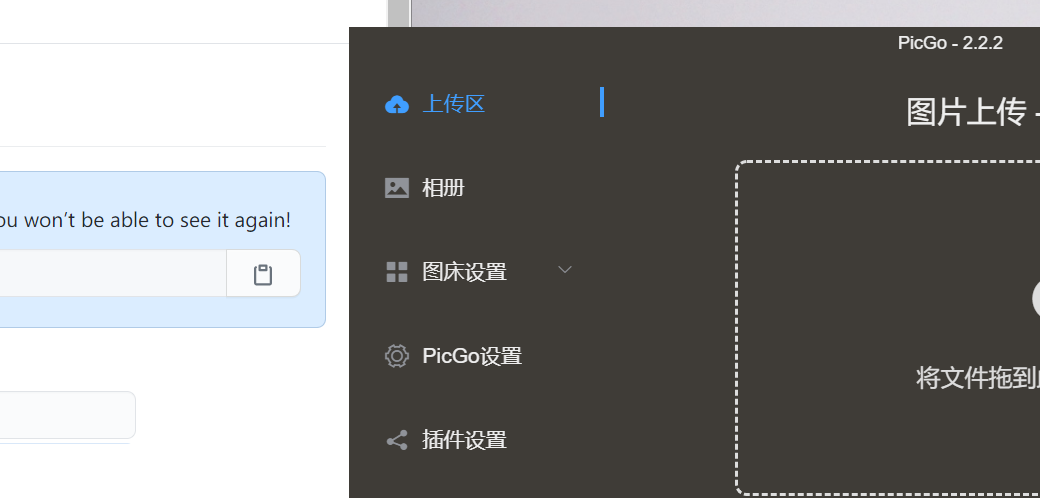 PicGo - 2.2.2
上传区
图片上传 -
相册
ou won't be able to see it again!
图床设置
PicGo设置
将文件拖到
插件设置